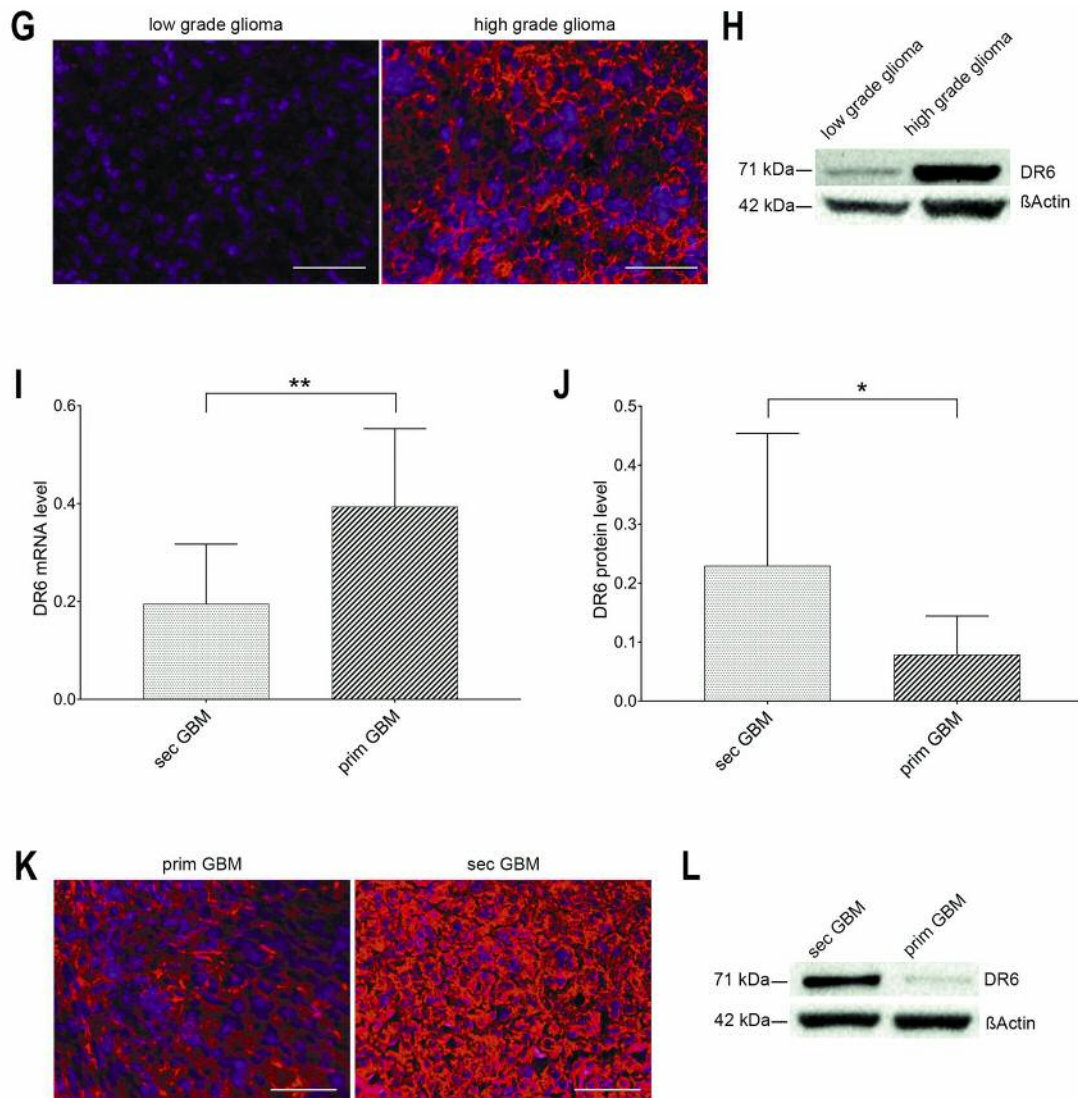 G
low grade glioma
high grade glioma
H
low grade glioma
high grade glioma
71 kDa
DR6
42 kDa
ßActin
I
**
DR6 mRNA level
0.6
0.4
0.2
0.0
sec GBM
prim GBM
J
*
DR6 protein level
0.5
0.4
0.3
0.2
0.1
0.0
sec GBM
prim GBM
K
prim GBM
sec GBM
L
sec GBM
prim GBM
71 kDa
DR6
42 kDa
ßActin